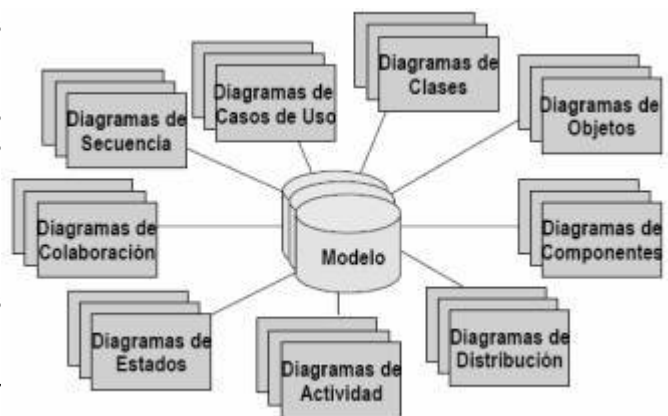 Diagramas de
Clases
Diagramas de
Casos de Uso
Diagramas de
Objetos
Diagramas de
Secuencia
Diagramas de
Colaboración
Modelo
Diagramas de
Componentes
Diagramas de
Estados
Diagramas de
Actividad
Diagramas de
Distribución